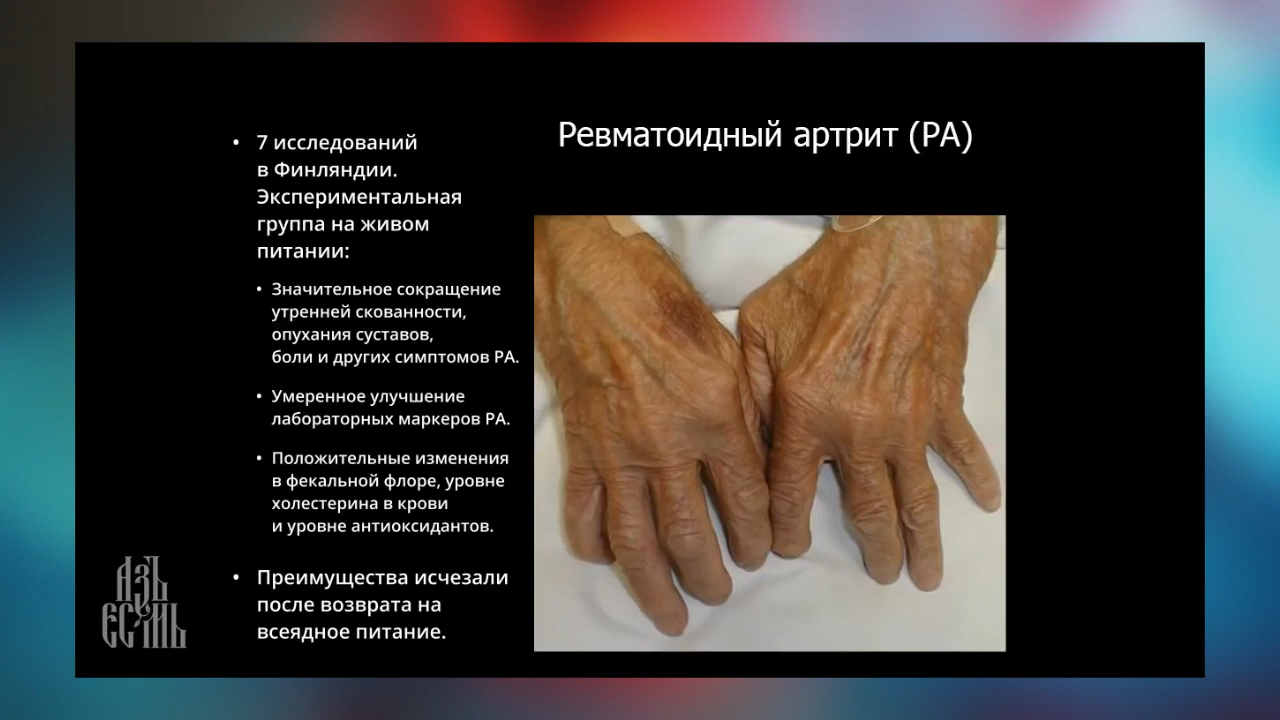 Ревматоидный артрит (РА)
• 7 исследований
в Финляндии.
Экспериментальная
группа на живом
питании:
• Значительное сокращение
утренней скованности,
опухания суставов,
боли и других симптомов РА.
• Умеренное улучшение
лабораторных маркеров РА.
• Положительные изменения
в фекальной флоре, уровне
холестерина в крови
и уровне антиоксидантов.
• Преимущества исчезали
после возврата на
всеядное питание.
АЗЪ
ЕСМЬ